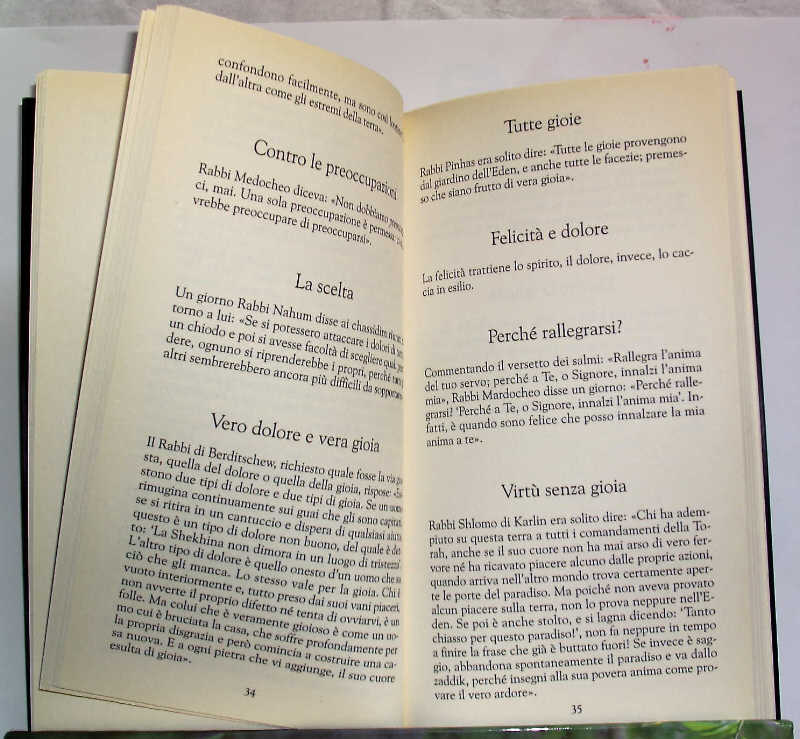 confondono facilmente, ma sono così
dall'altra come gli estremi della terra».
Contro le preoccupazioni
Rabbi Medocheo diceva: «Non dobbiamo
ci, mai. Una sola preoccupazione è permessa:
vrebbe preoccupare di preoccuparsi».
La scelta
Un giorno Rabbi Nahum disse ai chassidim
torno a lui: «Se si potessero attaccare i dolori di
un chiodo e poi si avesse facoltà di scegliere quali
dere, ognuno si riprenderebbe i propri, perché
altri sembrerebbero ancora più difficili da
Vero dolore e vera gioia
Il Rabbi di Berditschew, richiesto quale fosse la via
sta, quella del dolore o quella della gioia, rispose:
stono due tipi di dolore e due tipi di gioia. Se un
rimugina continuamente sui guai che gli sono
se si ritira in un cantuccio e dispera di qualsiasi
questo è un tipo di dolore non buono, del quale è
to: 'La Shekhina non dimora in un luogo di tristezza'
L'altro tipo di dolore è quello onesto d'un uomo che sa
ciò che gli manca. Lo stesso vale per la gioia. Chi è
vuoto interiormente e, tutto preso dai suoi vani piaceri,
non avverte il proprio difetto né tenta di ovviarvi, è un
folle. Ma colui che è veramente gioioso è come un uo-
mo cui è bruciata la casa, che soffre profondamente per
la propria disgrazia e però comincia a costruire una ca-
sa nuova. E a ogni pietra che vi aggiunge, il suo cuore
esulta di gioia».
34
Tutte gioie
Rabbi Pinhas era solito dire: «Tutte le gioie provengono
dal giardino dell'Eden, e anche tutte le facezie; premes-
so che siano frutto di vera gioia».
Felicità e dolore
La felicità trattiene lo spirito, il dolore, invece, lo cac-
cia in esilio.
Perché rallegrarsi?
Commentando il versetto dei salmi: «Rallegra l'anima
del tuo servo; perché a Te, o Signore, innalzi l'anima
mia», Rabbi Mardocheo disse un giorno: «Perché ralle-
grarsi? 'Perché a Te, o Signore, innalzi l'anima mia'. In-
fatti, è quando sono felice che posso innalzare la mia
anima a te».
Virtù senza gioia
Rabbi Shlomo di Karlin era solito dire: «Chi ha adem-
piuto su questa terra a tutti i comandamenti della To-
rah, anche se il suo cuore non ha mai arso di vero fer-
vore né ha ricavato piacere alcuno dalle proprie azioni,
quando arriva nell'altro mondo trova certamente aper-
te le porte del paradiso. Ma poiché non aveva provato
alcun piacere sulla terra, non lo prova neppure nell'E-
den. Se poi è anche stolto, e si lagna dicendo: 'Tanto
chiasso per questo paradiso!', non fa neppure in tempo
a finire la frase che già è buttato fuori! Se invece è sag-
gio, abbandona spontaneamente il paradiso e va dallo
zaddik, perché insegni alla sua povera anima come pro-
vare il vero ardore».
35